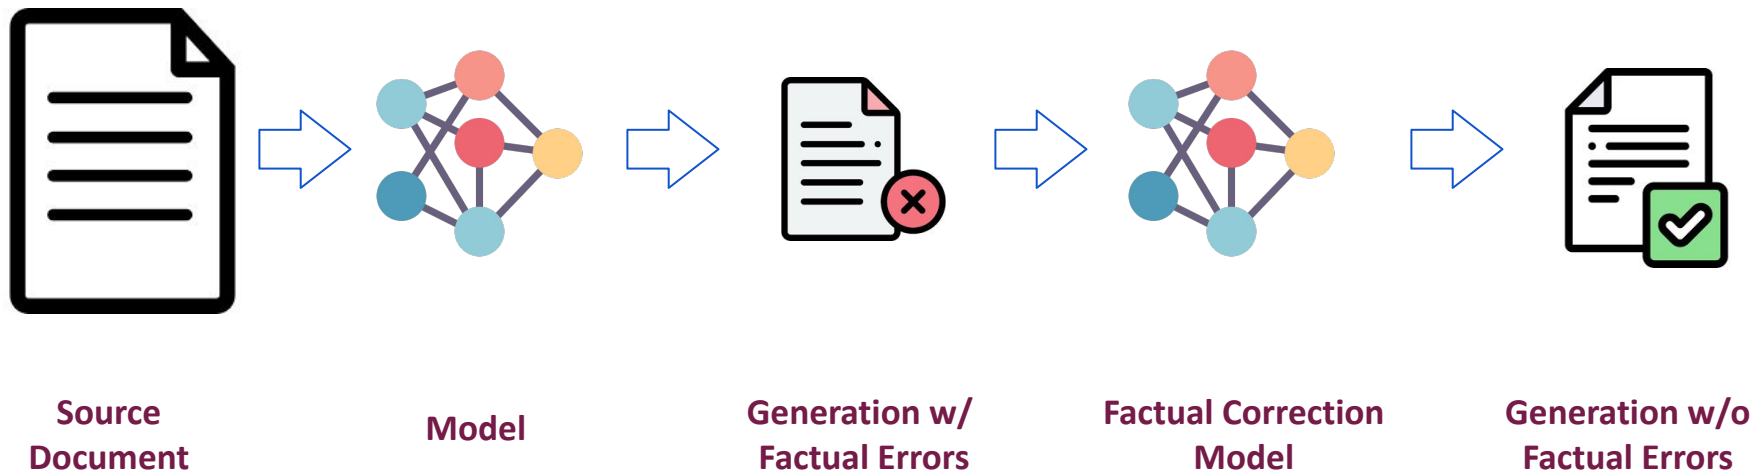 Source
Document
Model
Generation w/
Factual Errors
Factual Correction
Model
Generation w/o
Factual Errors